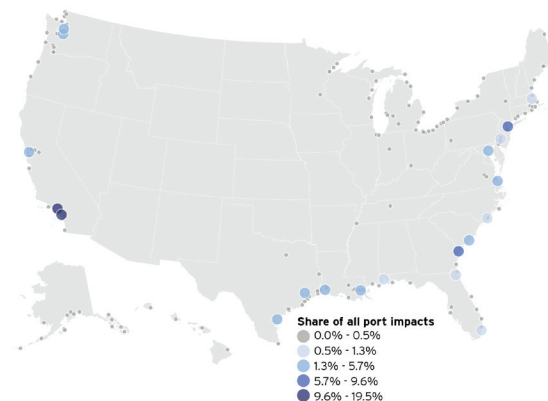 Share of all port impacts
0.0% - 0.5%
0.5% - 1.3%
1.3% - 5.7%
5.7% - 9.6%
9.6% - 19.5%